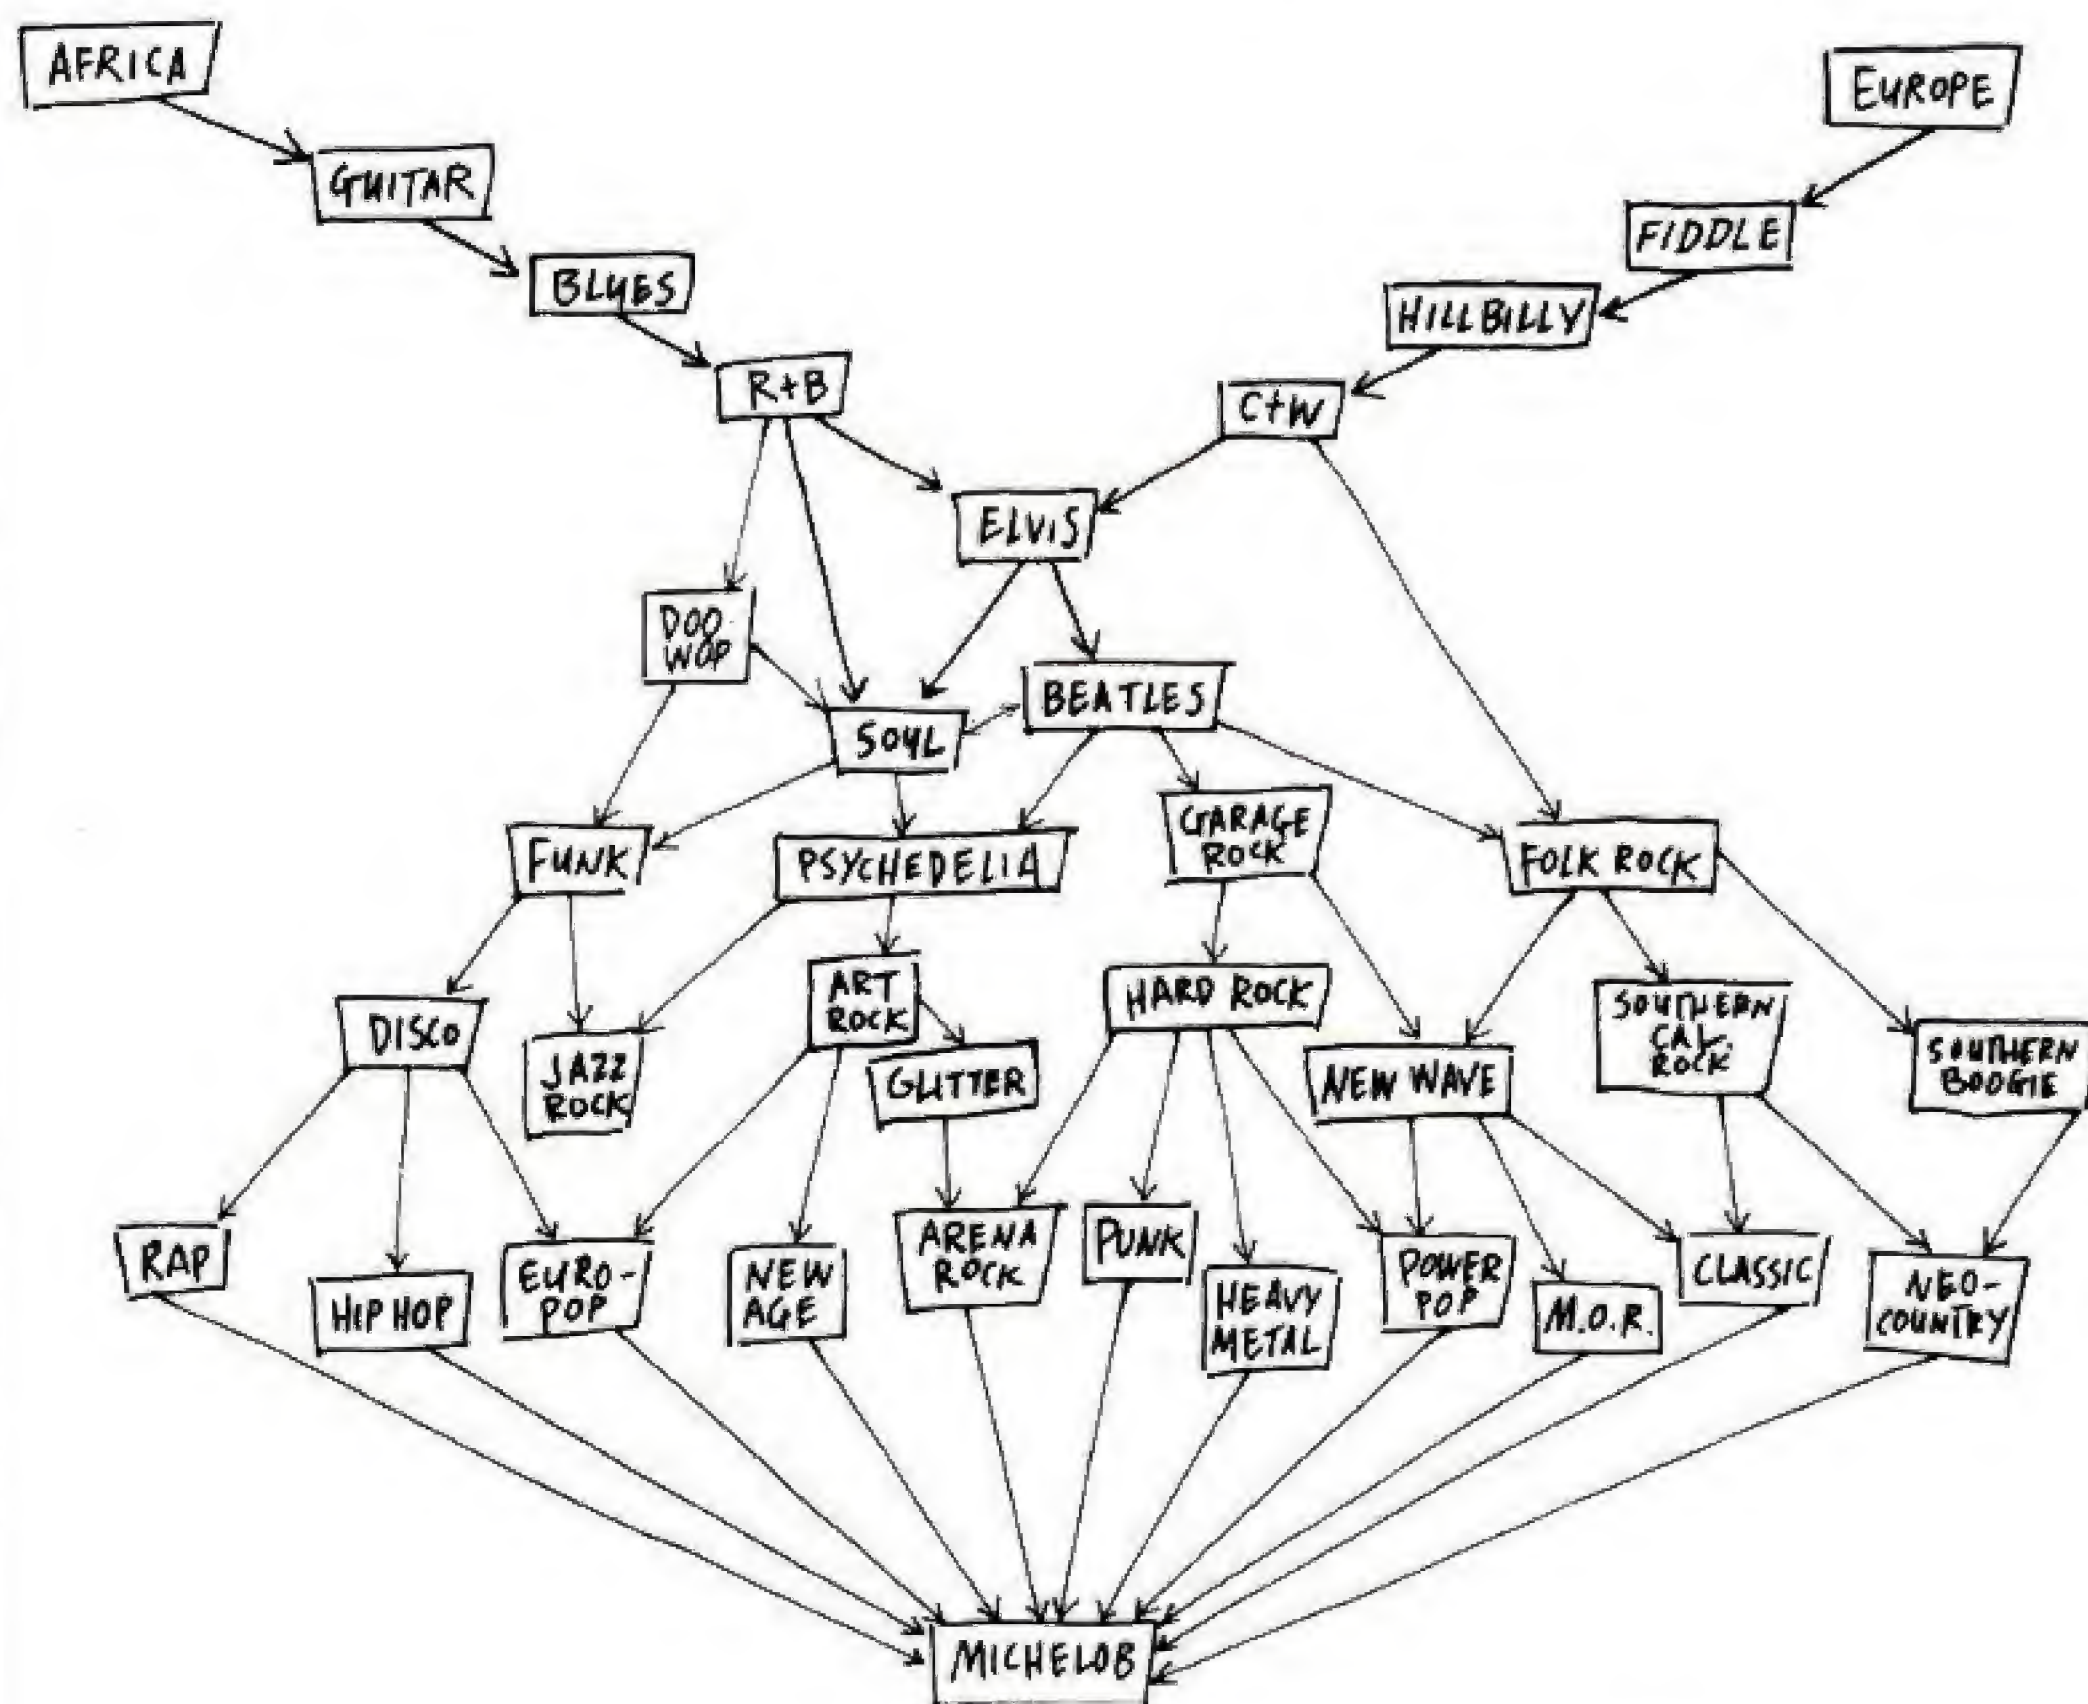 AFRICA
EUROPE
GUITAR
FIDDLE
BLUES
HILLBILLY
R+B
C+W
ELVIS
DOO
WOP
BEATLES
SOUL
GARAGE
ROCK
FUNK
PSYCHEDELIA
FOLK ROCK
ART
ROCK
HARD ROCK
SOUTHERN
CAL.
ROCK
DISCO
JAZZ
ROCK
GLITTER
NEW WAVE
SOUTHERN
BOOGIE
RAP
HIP HOP
EURO-
POP
NEW
AGE
ARENA
ROCK
PUNK
HEAVY
METAL
POWER
POP
M.O.R.
CLASSIC
NEO-
COUNTRY
MICHELOB